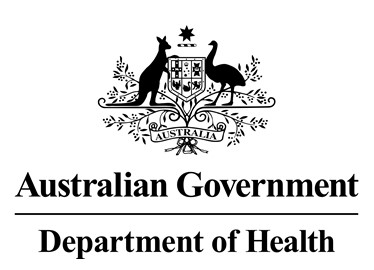 AUSTRALIA
Australian Government
Department of Health